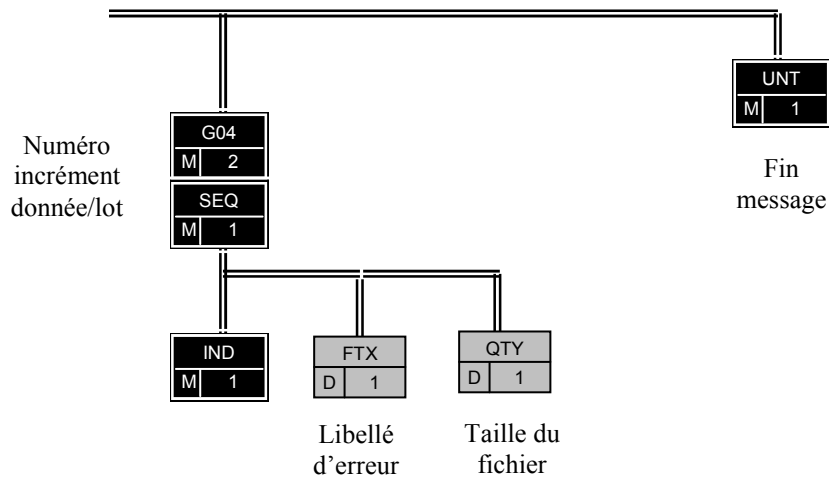 UNT
M 1
Fin
message
G04
M 2
Numéro
incrément
donnée/lot
SEQ
M 1
IND
M 1
FTX
D 1
Libellé
d’erreur
QTY
D 1
Taille du
fichier